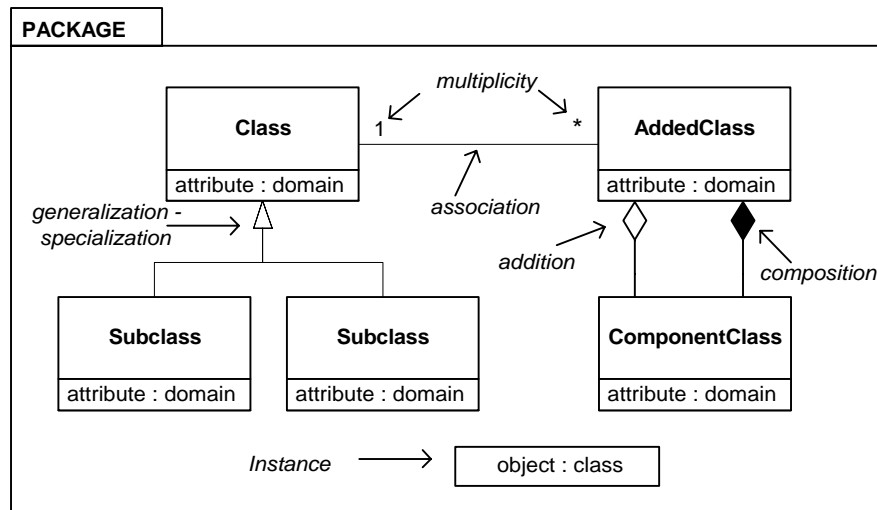 PACKAGE
multiplicity
Class
1
*
AddedClass
attribute : domain
attribute : domain
generalization -
specialization
association
addition
composition
Subclass
Subclass
ComponentClass
attribute : domain
attribute : domain
attribute : domain
Instance
object : class